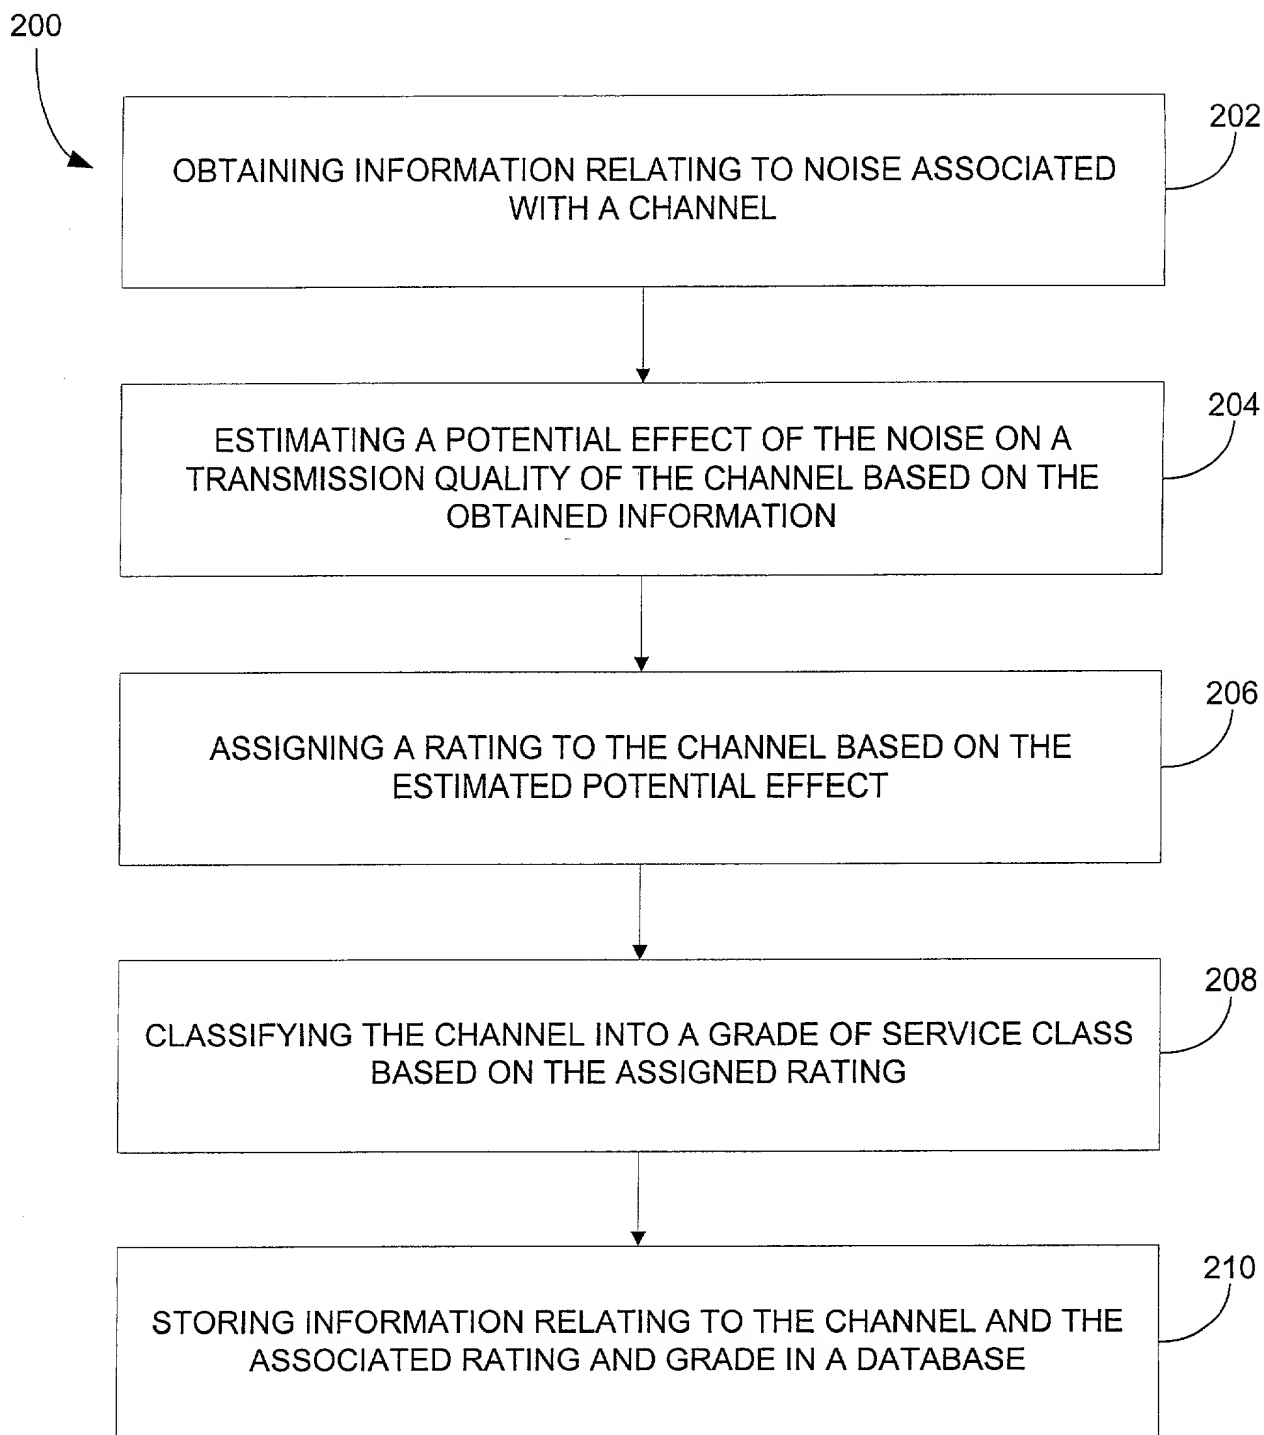 200
202
OBTAINING INFORMATION RELATING TO NOISE ASSOCIATED
WITH A CHANNEL
204
ESTIMATING A POTENTIAL EFFECT OF THE NOISE ON A
TRANSMISSION QUALITY OF THE CHANNEL BASED ON THE
OBTAINED INFORMATION
206
ASSIGNING A RATING TO THE CHANNEL BASED ON THE
ESTIMATED POTENTIAL EFFECT
208
CLASSIFYING THE CHANNEL INTO A GRADE OF SERVICE CLASS
BASED ON THE ASSIGNED RATING
210
STORING INFORMATION RELATING TO THE CHANNEL AND THE
ASSOCIATED RATING AND GRADE IN A DATABASE